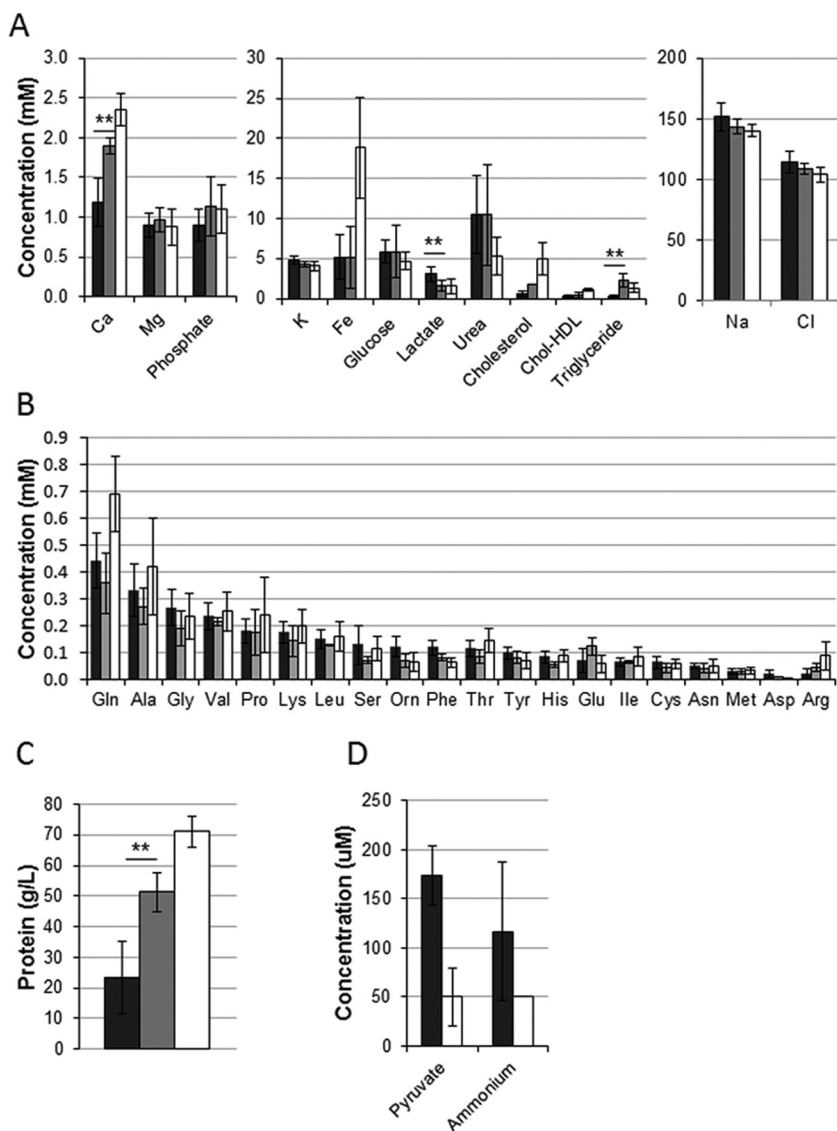 A
Concentration (mM)
3.0
2.5
2.0
1.5
1.0
0.5
0.0
**
Ca
Mg
Phosphate
30
25
20
15
10
5
0
**
**
K
Fe
Glucose
Lactate
Urea
Cholesterol
Chol-HDL
Triglyceride
200
150
100
50
0
Na
Cl
B
Concentration (mM)
0.9
0.8
0.7
0.6
0.5
0.4
0.3
0.2
0.1
0.0
Gln Ala Gly Val Pro Lys Leu Ser Orn Phe Thr Tyr His Glu Ile Cys Asn Met Asp Arg
C
Protein (g/L)
80
70
60
50
40
30
20
10
0
**
D
Concentration (uM)
250
200
150
100
50
0
Pyruvate
Ammonium